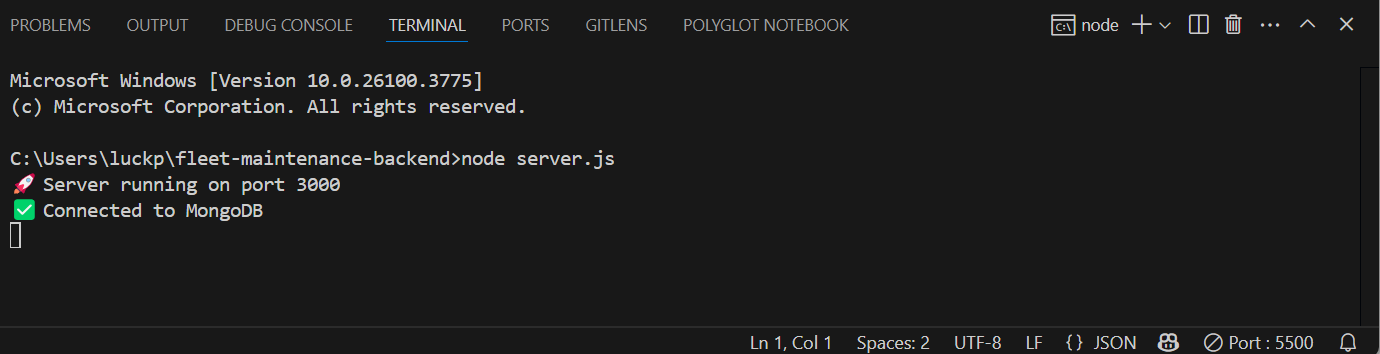 PROBLEMS OUTPUT DEBUG CONSOLE TERMINAL PORTS GITLENS POLYGLOT NOTEBOOK node
Microsoft Windows [Version 10.0.26100.3775]
(c) Microsoft Corporation. All rights reserved.
C:\Users\luckp\fleet-maintenance-backend>node server.js
🚀 Server running on port 3000
✅ Connected to MongoDB
Ln 1, Col 1 Spaces: 2 UTF-8 LF {} JSON Port : 5500